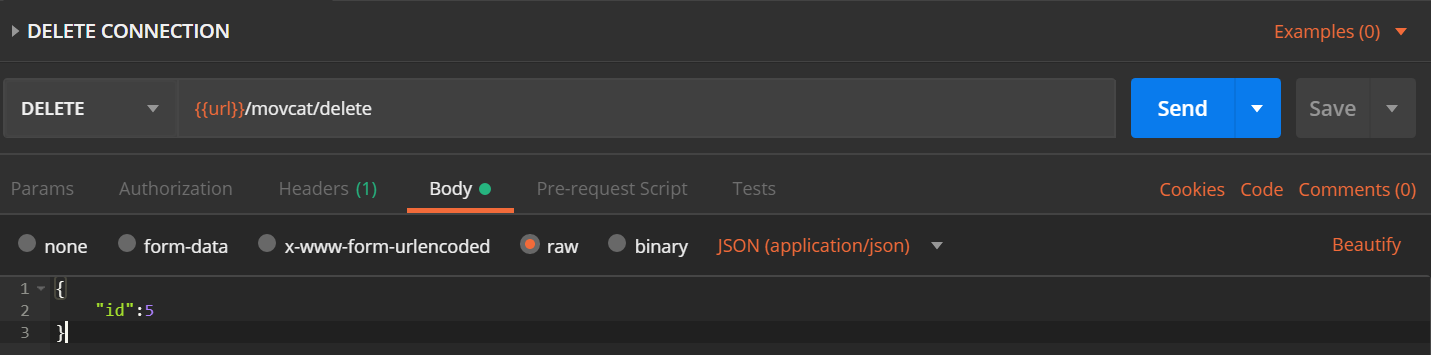 DELETE CONNECTION Examples (0)
DELETE {{url}}/movcat/delete Send Save
Params Authorization Headers (1) Body Pre-request Script Tests Cookies Code Comments (0)
none form-data x-www-form-urlencoded raw binary JSON (application/json) Beautify
1 {
2 "id":5
3 }